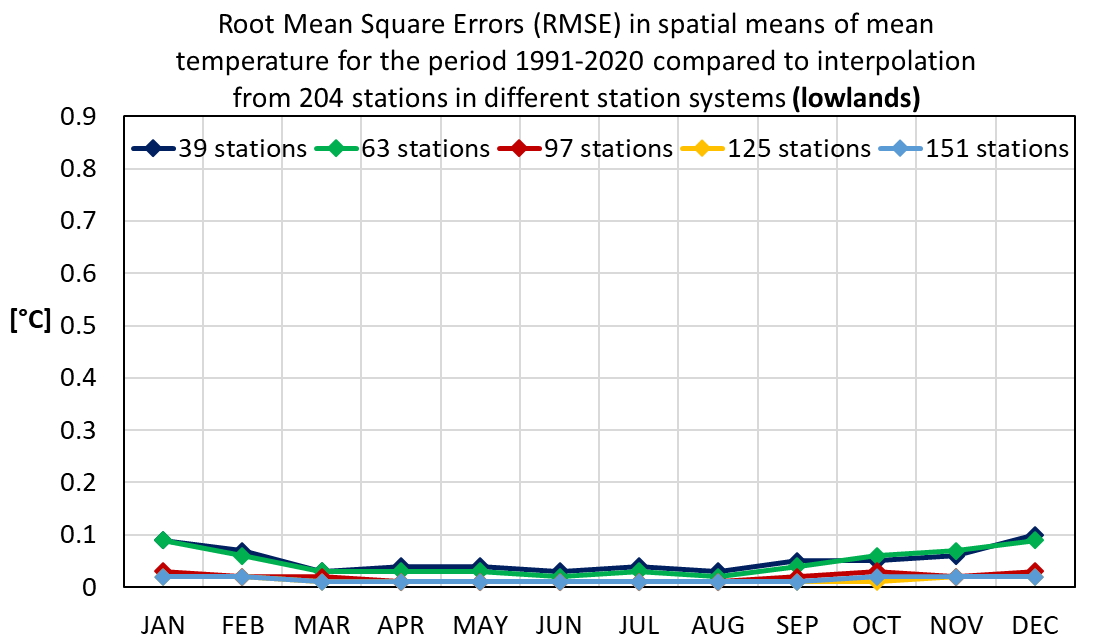 Root Mean Square Errors (RMSE) in spatial means of mean
temperature for the period 1991-2020 compared to interpolation
from 204 stations in different station systems (lowlands)
0.9
39 stations 63 stations 97 stations 125 stations 151 stations
0.8
0.7
0.6
[°C] 0.5
0.4
0.3
0.2
0.1
0
JAN FEB MAR APR MAY JUN JUL AUG SEP OCT NOV DEC